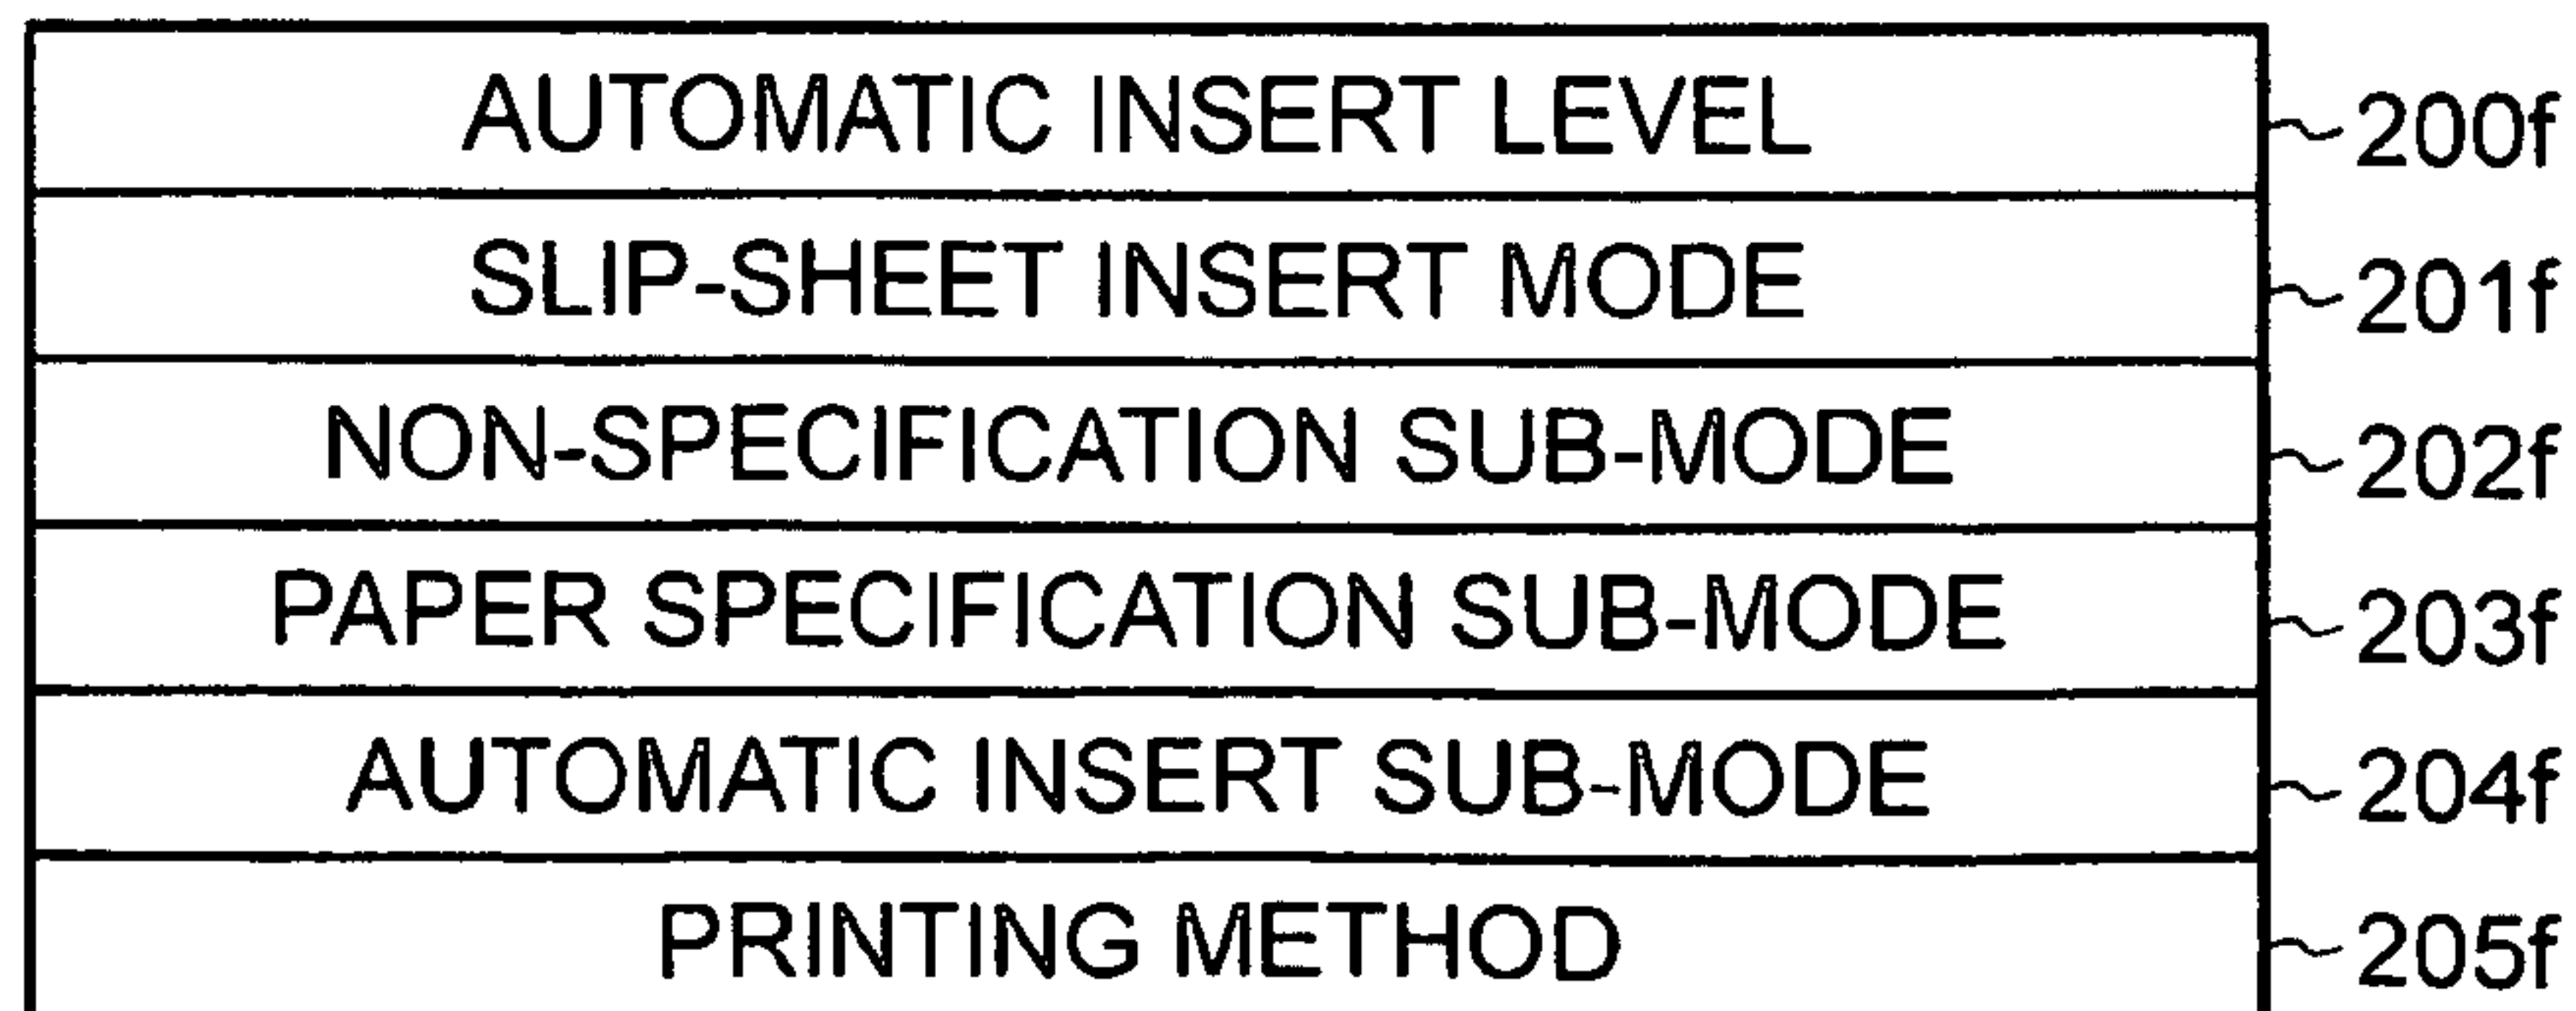 AUTOMATIC INSERT LEVEL 200f
SLIP-SHEET INSERT MODE 201f
NON-SPECIFICATION SUB-MODE 202f
PAPER SPECIFICATION SUB-MODE 203f
AUTOMATIC INSERT SUB-MODE 204f
PRINTING METHOD 205f